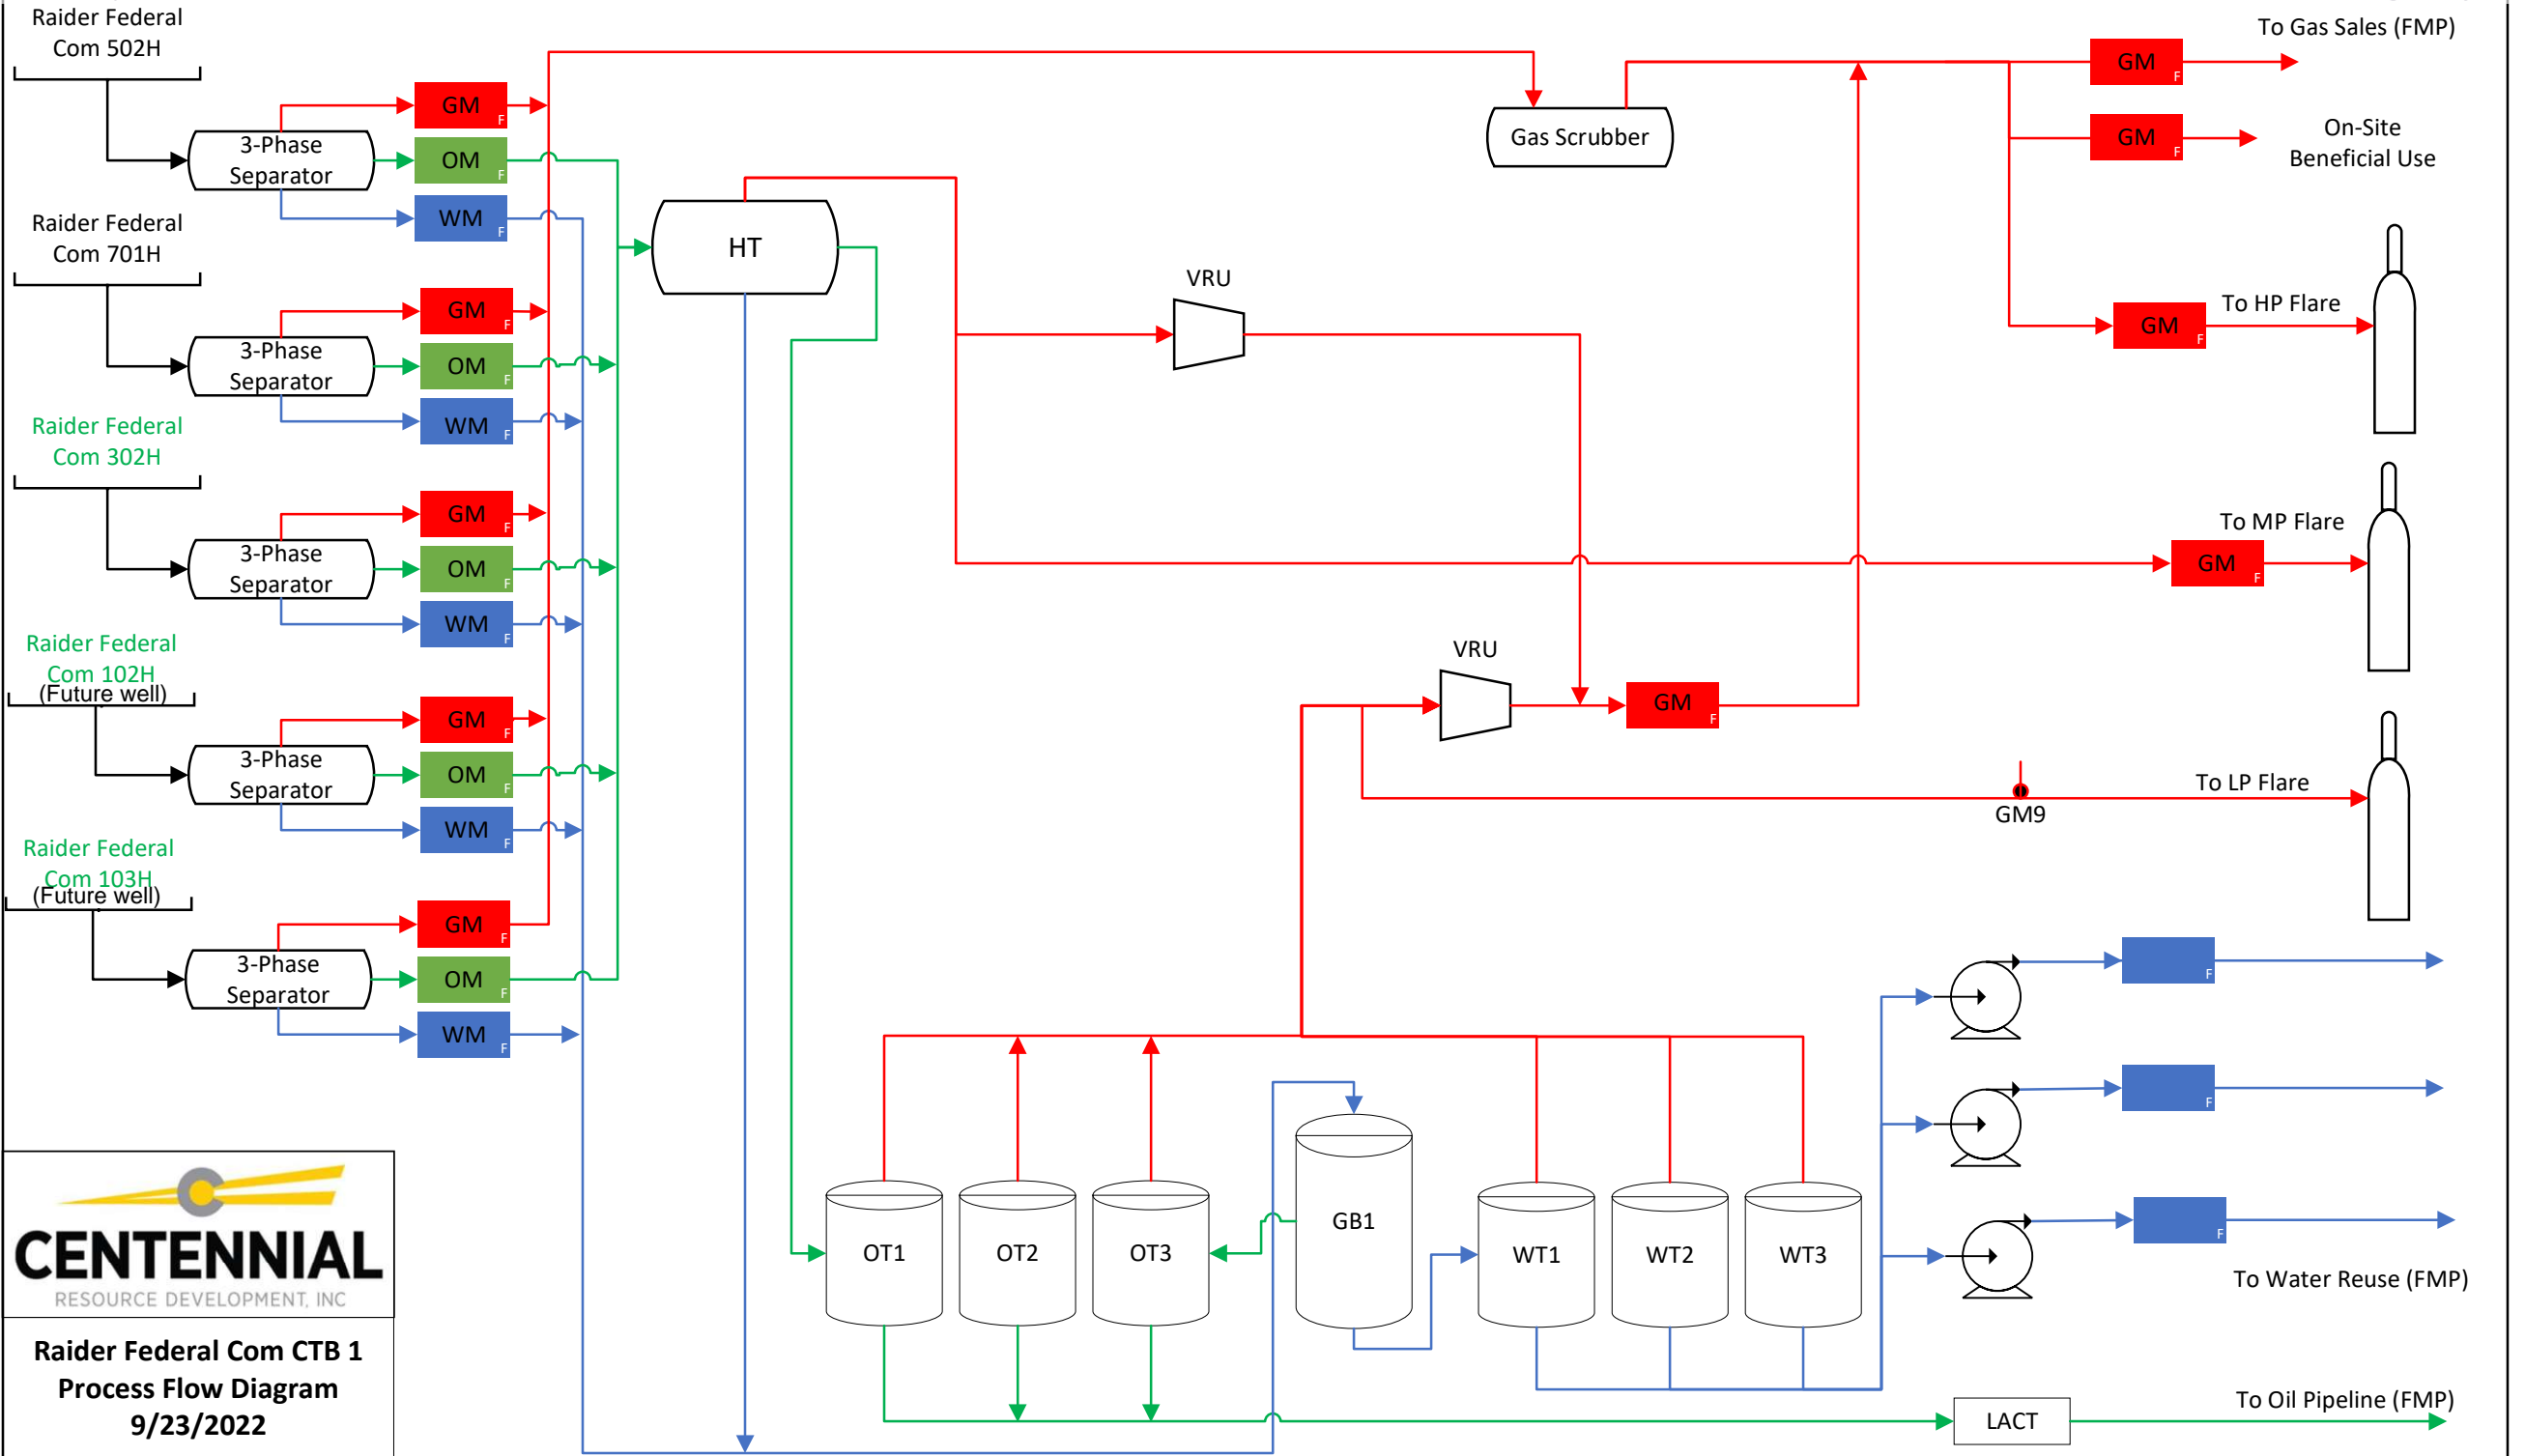 Raider Federal
Com 502H
GM
F
3-Phase
Separator
OM
F
WM
F
Raider Federal
Com 701H
GM
F
3-Phase
Separator
OM
F
WM
F
Raider Federal
Com 302H
GM
F
3-Phase
Separator
OM
F
WM
F
Raider Federal
Com 102H
(Future well)
GM
F
3-Phase
Separator
OM
F
WM
F
Raider Federal
Com 103H
(Future well)
GM
F
3-Phase
Separator
OM
F
WM
F
HT
Gas Scrubber
VRU
VRU
GM
F
GM
F
To Gas Sales (FMP)
GM
F
On-Site
Beneficial Use
GM
F
To HP Flare
GM
F
To MP Flare
GM9
To LP Flare
OT1
OT2
OT3
GB1
WT1
WT2
WT3
F
F
F
To Water Reuse (FMP)
LACT
To Oil Pipeline (FMP)
C
CENTENNIAL
RESOURCE DEVELOPMENT, INC
Raider Federal Com CTB 1
Process Flow Diagram
9/23/2022